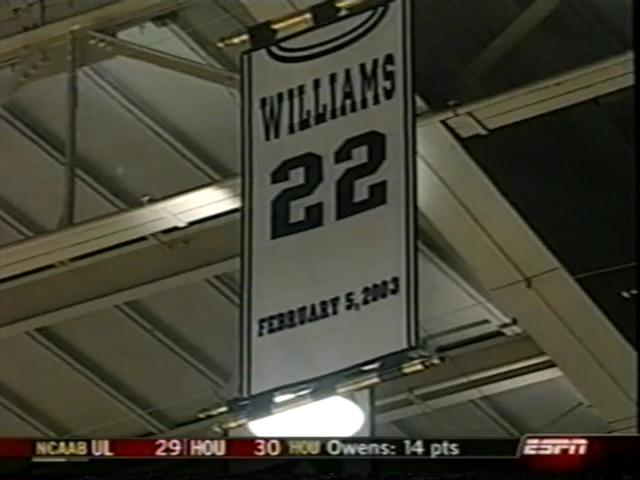 WILLIAMS
22
FEBRUARY 5, 2003
NCAAB UL 29 HOU 30 HOU Owens: 14 pts ESPN